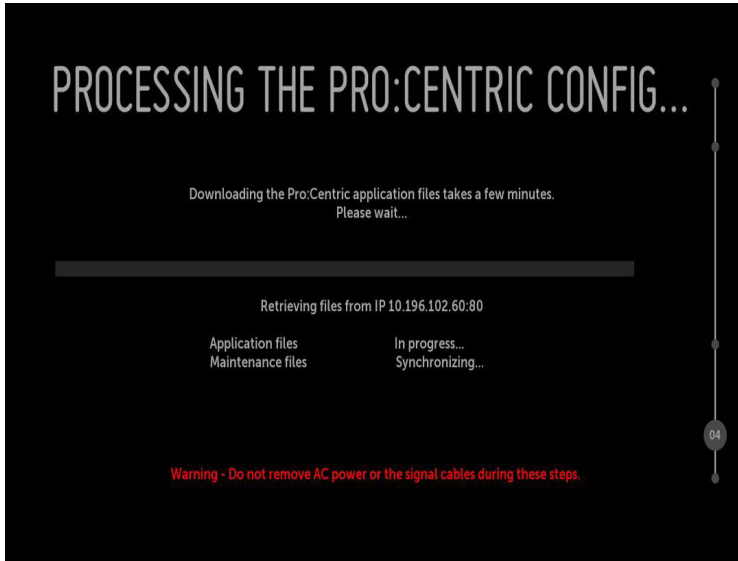 PROCESSING THE PRO:CENTRIC CONFIG...
Downloading the Pro:Centric application files takes a few minutes.
Please wait...
Retrieving files from IP 10.196.102.60:80
Application files In progress...
Maintenance files Synchronizing...
04
Warning - Do not remove AC power or the signal cables during these steps.